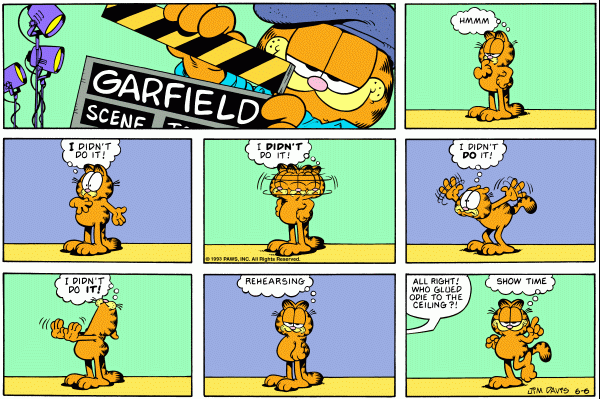 GARFIELD
SCENE
HMMM
I DIDN'T
DO IT!
I DIDN'T
DO IT!
© 1993 PAWS, INC. All Rights Reserved.
I DIDN'T
DO IT!
I DIDN'T
DO IT!
REHEARSING
ALL RIGHT!
WHO GLUED
ODIE TO THE
CEILING?!
SHOW TIME
JIM DAVIS 6-6